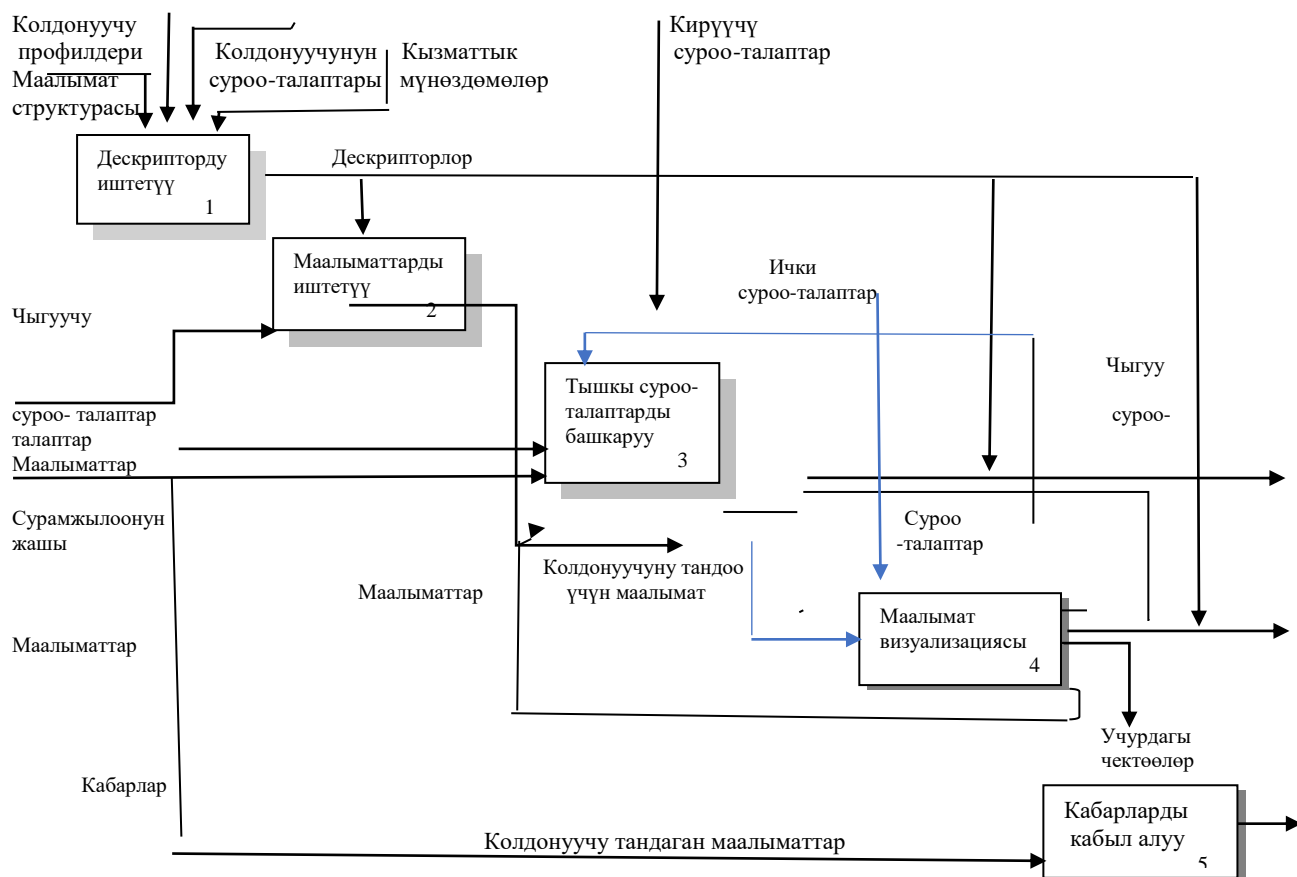 Колдонуучу
профилдери
Маалымат
структурасы
Колдонуучунун
суроо-талаптары
Кызматтык
мүнөздөмөлөр
Кирүүчү
суроо-талаптар
Дескрипторду
иштетүү
1
Дескрипторлор
Маалыматтарды
иштетүү
2
Ички
суроо-талаптар
Чыгуучу
Тышкы суроо-
талаптарды
башкаруу
3
Чыгуу
суроо-
суроо- талаптар
талаптар
Маалыматтар
Сурамжылоонун
жашы
Суроо
-талаптар
Колдонуучуну тандоо
үчүн маалымат
Маалыматтар
Маалымат
визуализациясы
4
Маалыматтар
Учурдагы
чектөөлөр
Кабарлар
Колдонуучу тандаган маалыматтар
Кабарларды
кабыл алуу
5